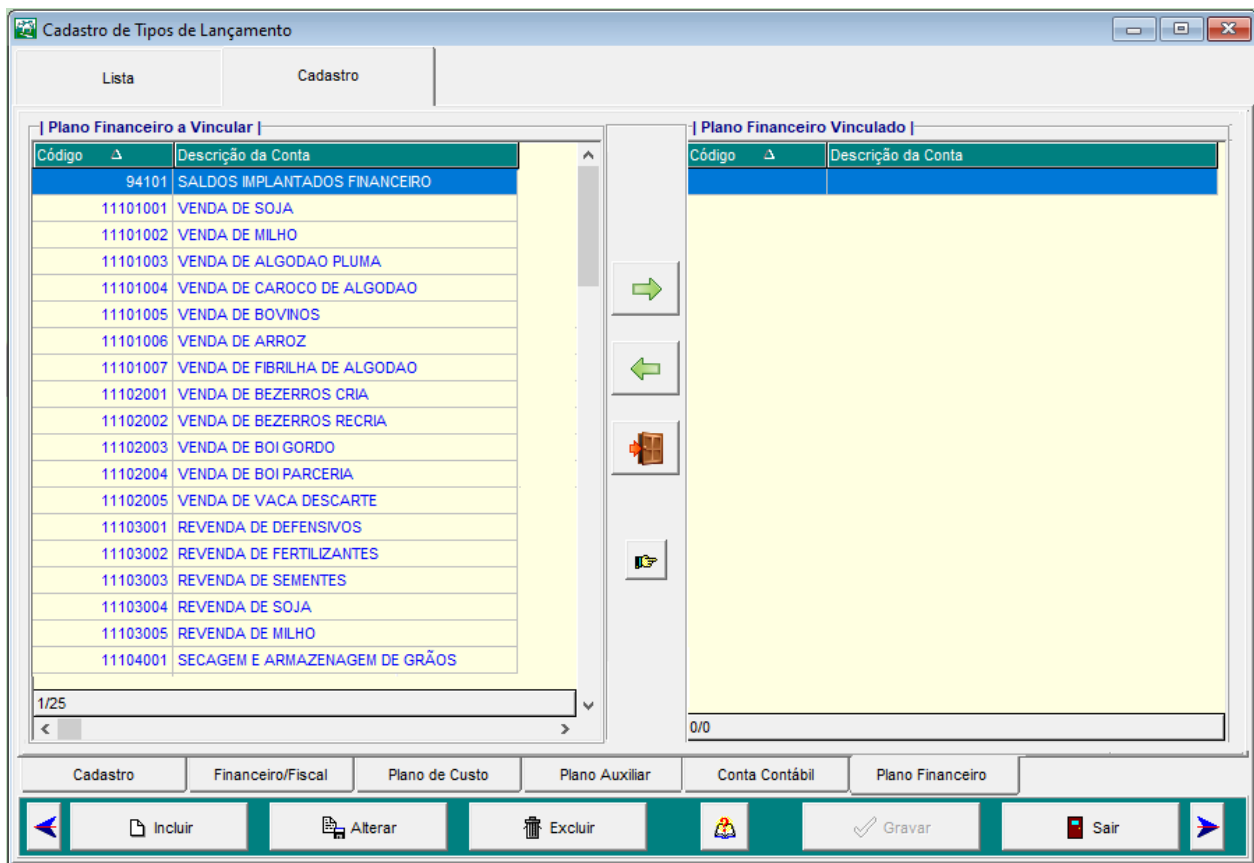 Cadastro de Tipos de Lançamento
Lista
Cadastro
| Plano Financeiro a Vincular |
Código
Descrição da Conta
94101 SALDOS IMPLANTADOS FINANCEIRO
11101001 VENDA DE SOJA
11101002 VENDA DE MILHO
11101003 VENDA DE ALGODAO PLUMA
11101004 VENDA DE CAROCO DE ALGODAO
11101005 VENDA DE BOVINOS
11101006 VENDA DE ARROZ
11101007 VENDA DE FIBRILHA DE ALGODAO
11102001 VENDA DE BEZERROS CRIA
11102002 VENDA DE BEZERROS RECRIA
11102003 VENDA DE BOI GORDO
11102004 VENDA DE BOI PARCERIA
11102005 VENDA DE VACA DESCARTE
11103001 REVENDA DE DEFENSIVOS
11103002 REVENDA DE FERTILIZANTES
11103003 REVENDA DE SEMENTES
11103004 REVENDA DE SOJA
11103005 REVENDA DE MILHO
11104001 SECAGEM E ARMAZENAGEM DE GRÃOS
1/25
| Plano Financeiro Vinculado |
Código
Descrição da Conta
0/0
Cadastro
Financeiro/Fiscal
Plano de Custo
Plano Auxiliar
Conta Contábil
Plano Financeiro
Incluir
Alterar
Excluir
Gravar
Sair